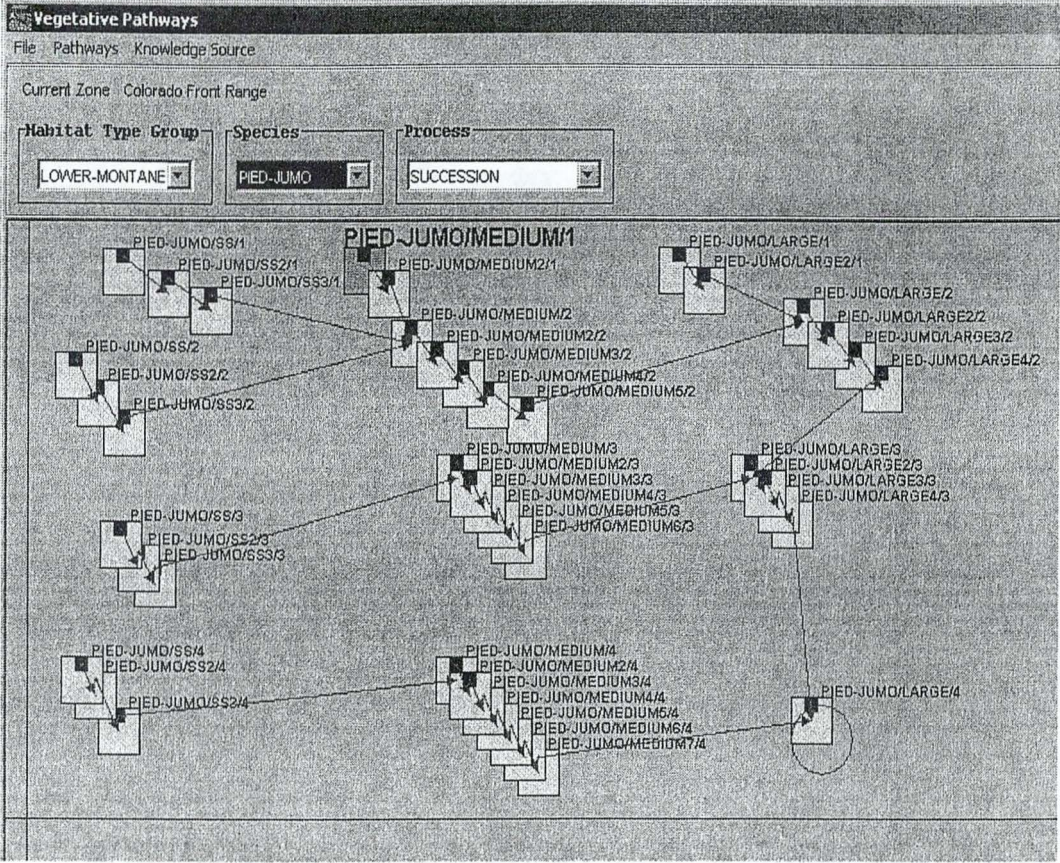 Vegetative Pathways
File Pathways Knowledge Source
Current Zone Colorado Front Range
Habitat Type Group Species Process
LOWER-MONTANE PIED-JUMO SUCCESSION
PIED-JUMO/SS/1
PIED-JUMO/SS2/1
PIED-JUMO/SS3/1
PIED-JUMO/MEDIUM/1
PIED-JUMO/MEDIUM2/1
PIED-JUMO/LARGE/1
PIED-JUMO/LARGE2/1
PIED-JUMO/SS/2
PIED-JUMO/SS2/2
PIED-JUMO/SS3/2
PIED-JUMO/MEDIUM/2
PIED-JUMO/MEDIUM2/2
PIED-JUMO/MEDIUM3/2
PIED-JUMO/MEDIUM4/2
PIED-JUMO/MEDIUM5/2
PIED-JUMO/LARGE/2
PIED-JUMO/LARGE2/2
PIED-JUMO/LARGE3/2
PIED-JUMO/LARGE4/2
PIED-JUMO/SS/3
PIED-JUMO/SS2/3
PIED-JUMO/SS3/3
PIED-JUMO/MEDIUM/3
PIED-JUMO/MEDIUM2/3
PIED-JUMO/MEDIUM3/3
PIED-JUMO/MEDIUM4/3
PIED-JUMO/MEDIUM5/3
PIED-JUMO/MEDIUM6/3
PIED-JUMO/LARGE/3
PIED-JUMO/LARGE2/3
PIED-JUMO/LARGE3/3
PIED-JUMO/LARGE4/3
PIED-JUMO/SS/4
PIED-JUMO/SS2/4
PIED-JUMO/SS2/4
PIED-JUMO/MEDIUM/4
PIED-JUMO/MEDIUM2/4
PIED-JUMO/MEDIUM3/4
PIED-JUMO/MEDIUM4/4
PIED-JUMO/MEDIUM5/4
PIED-JUMO/MEDIUM6/4
PIED-JUMO/MEDIUM7/4
PIED-JUMO/LARGE/4